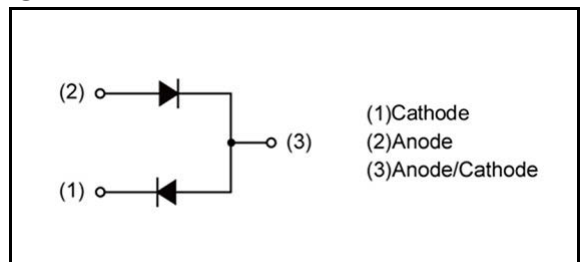 (2)
(3)
(1)
(1)Cathode
(2)Anode
(3)Anode/Cathode